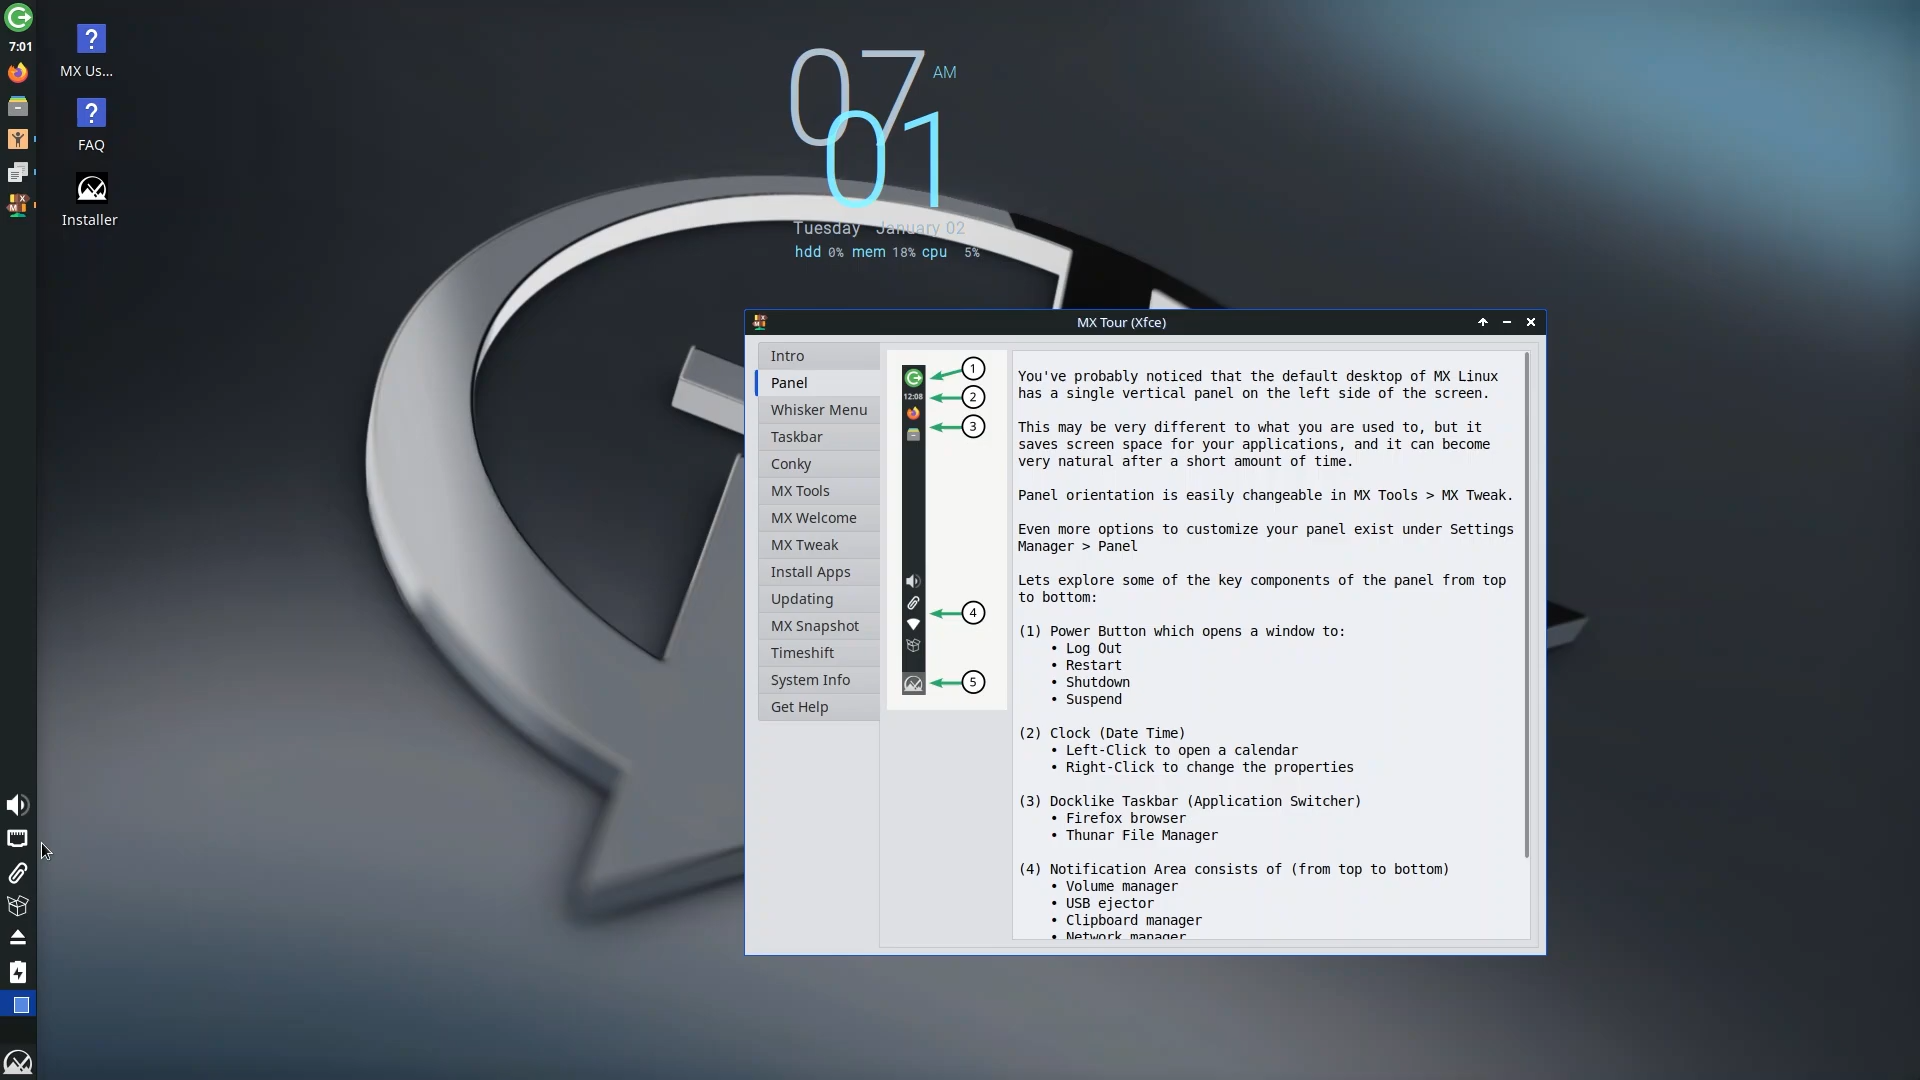 7:01
MX Us...
FAQ
Installer
07 AM
01
Tuesday January 02
hdd 0% mem 18% cpu 5%
MX Tour (Xfce)
Intro
Panel
Whisker Menu
Taskbar
Conky
MX Tools
MX Welcome
MX Tweak
Install Apps
Updating
MX Snapshot
Timeshift
System Info
Get Help
1
12:08
2
3
4
5
You've probably noticed that the default desktop of MX Linux
has a single vertical panel on the left side of the screen.
This may be very different to what you are used to, but it
saves screen space for your applications, and it can become
very natural after a short amount of time.
Panel orientation is easily changeable in MX Tools > MX Tweak.
Even more options to customize your panel exist under Settings
Manager > Panel
Lets explore some of the key components of the panel from top
to bottom:
(1) Power Button which opens a window to:
• Log Out
• Restart
• Shutdown
• Suspend
(2) Clock (Date Time)
• Left-Click to open a calendar
• Right-Click to change the properties
(3) Docklike Taskbar (Application Switcher)
• Firefox browser
• Thunar File Manager
(4) Notification Area consists of (from top to bottom)
• Volume manager
• USB ejector
• Clipboard manager
• Network manager